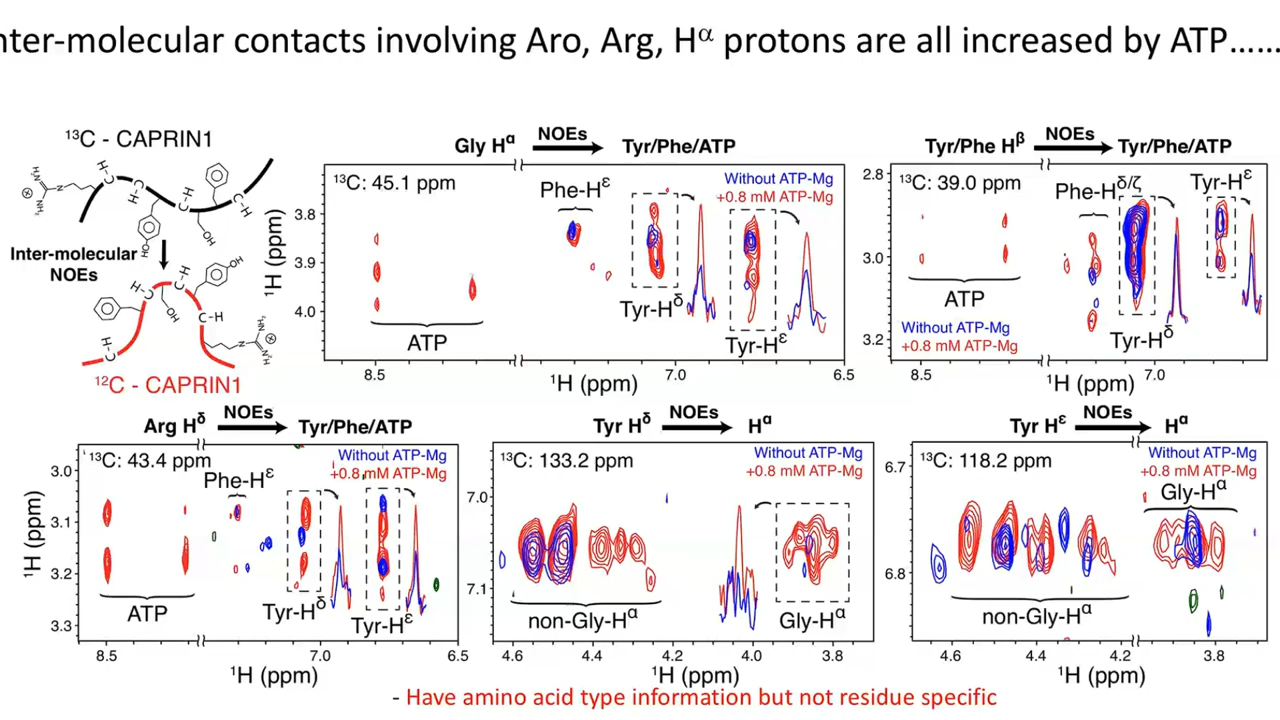 nter-molecular contacts involving Aro, Arg, Hα protons are all increased by ATP……
13C - CAPRIN1
Inter-molecular
NOEs
12C - CAPRIN1
Gly Hα NOEs Tyr/Phe/ATP
13C: 45.1 ppm
Without ATP-Mg
+0.8 mM ATP-Mg
Phe-Hε
Tyr-Hδ
Tyr-Hε
ATP
1H (ppm)
3.8
3.9
4.0
8.5 7.0 6.5
1H (ppm)
Tyr/Phe Hβ NOEs Tyr/Phe/ATP
13C: 39.0 ppm
Phe-Hδ/ζ
Tyr-Hε
ATP
Without ATP-Mg
+0.8 mM ATP-Mg
Tyr-Hδ
2.8
3.0
3.2
8.5 7.0
1H (ppm)
Arg Hδ NOEs Tyr/Phe/ATP
13C: 43.4 ppm
Without ATP-Mg
+0.8 mM ATP-Mg
Phe-Hε
ATP
Tyr-Hδ
Tyr-Hε
1H (ppm)
3.0
3.1
3.2
3.3
8.5 7.0 6.5
1H (ppm)
Tyr Hδ NOEs Hα
13C: 133.2 ppm
Without ATP-Mg
+0.8 mM ATP-Mg
non-Gly-Hα
Gly-Hα
7.0
7.1
4.6 4.4 4.2 4.0 3.8
1H (ppm)
Tyr Hε NOEs Hα
13C: 118.2 ppm
Without ATP-Mg
+0.8 mM ATP-Mg
Gly-Hα
non-Gly-Hα
6.7
6.8
4.6 4.4 4.2 3.8
1H (ppm)
- Have amino acid type information but not residue specific